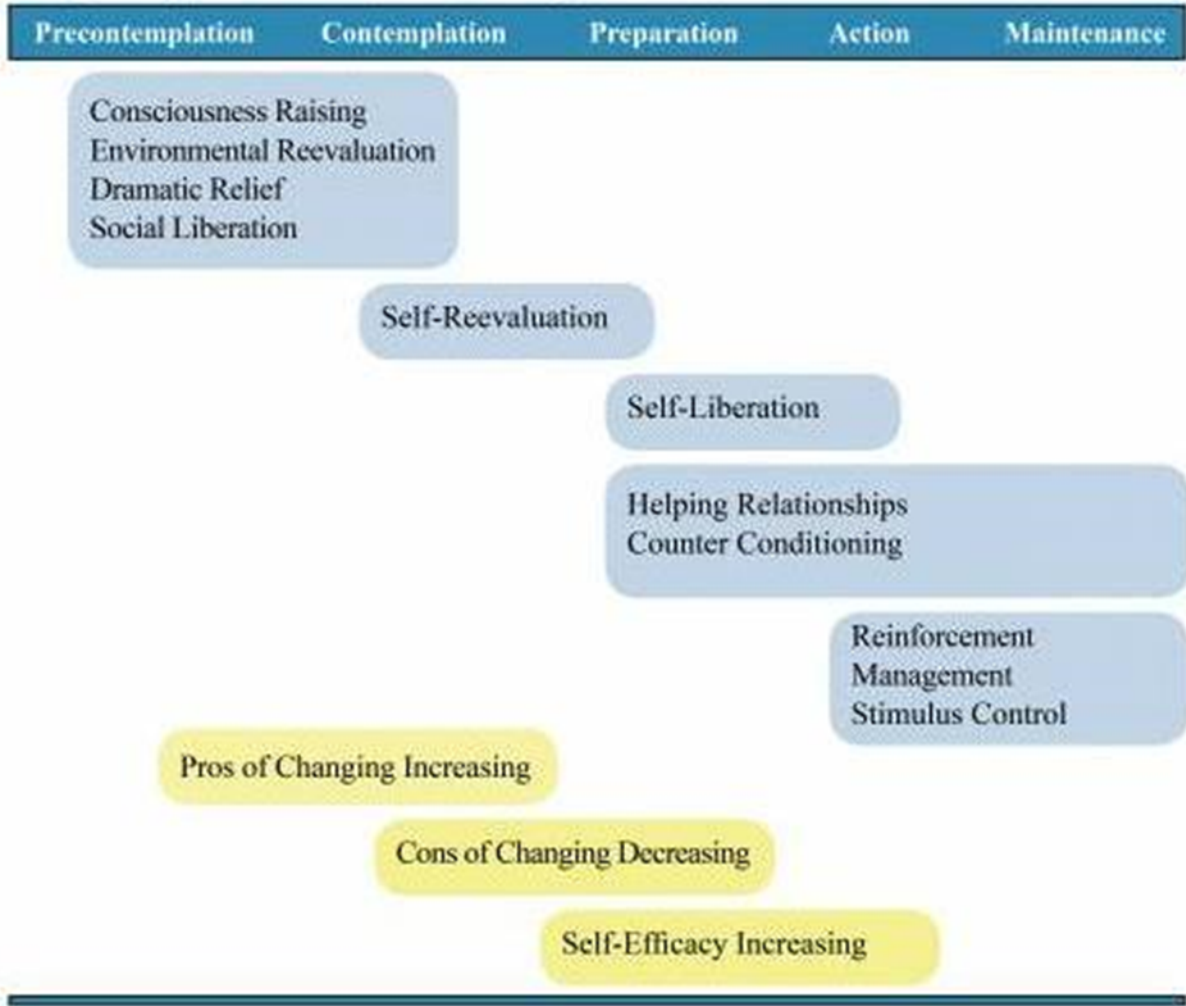 Precontemplation Contemplation Preparation Action Maintenance
Consciousness Raising
Environmental Reevaluation
Dramatic Relief
Social Liberation
Self-Reevaluation
Self-Liberation
Helping Relationships
Counter Conditioning
Reinforcement
Management
Stimulus Control
Pros of Changing Increasing
Cons of Changing Decreasing
Self-Efficacy Increasing